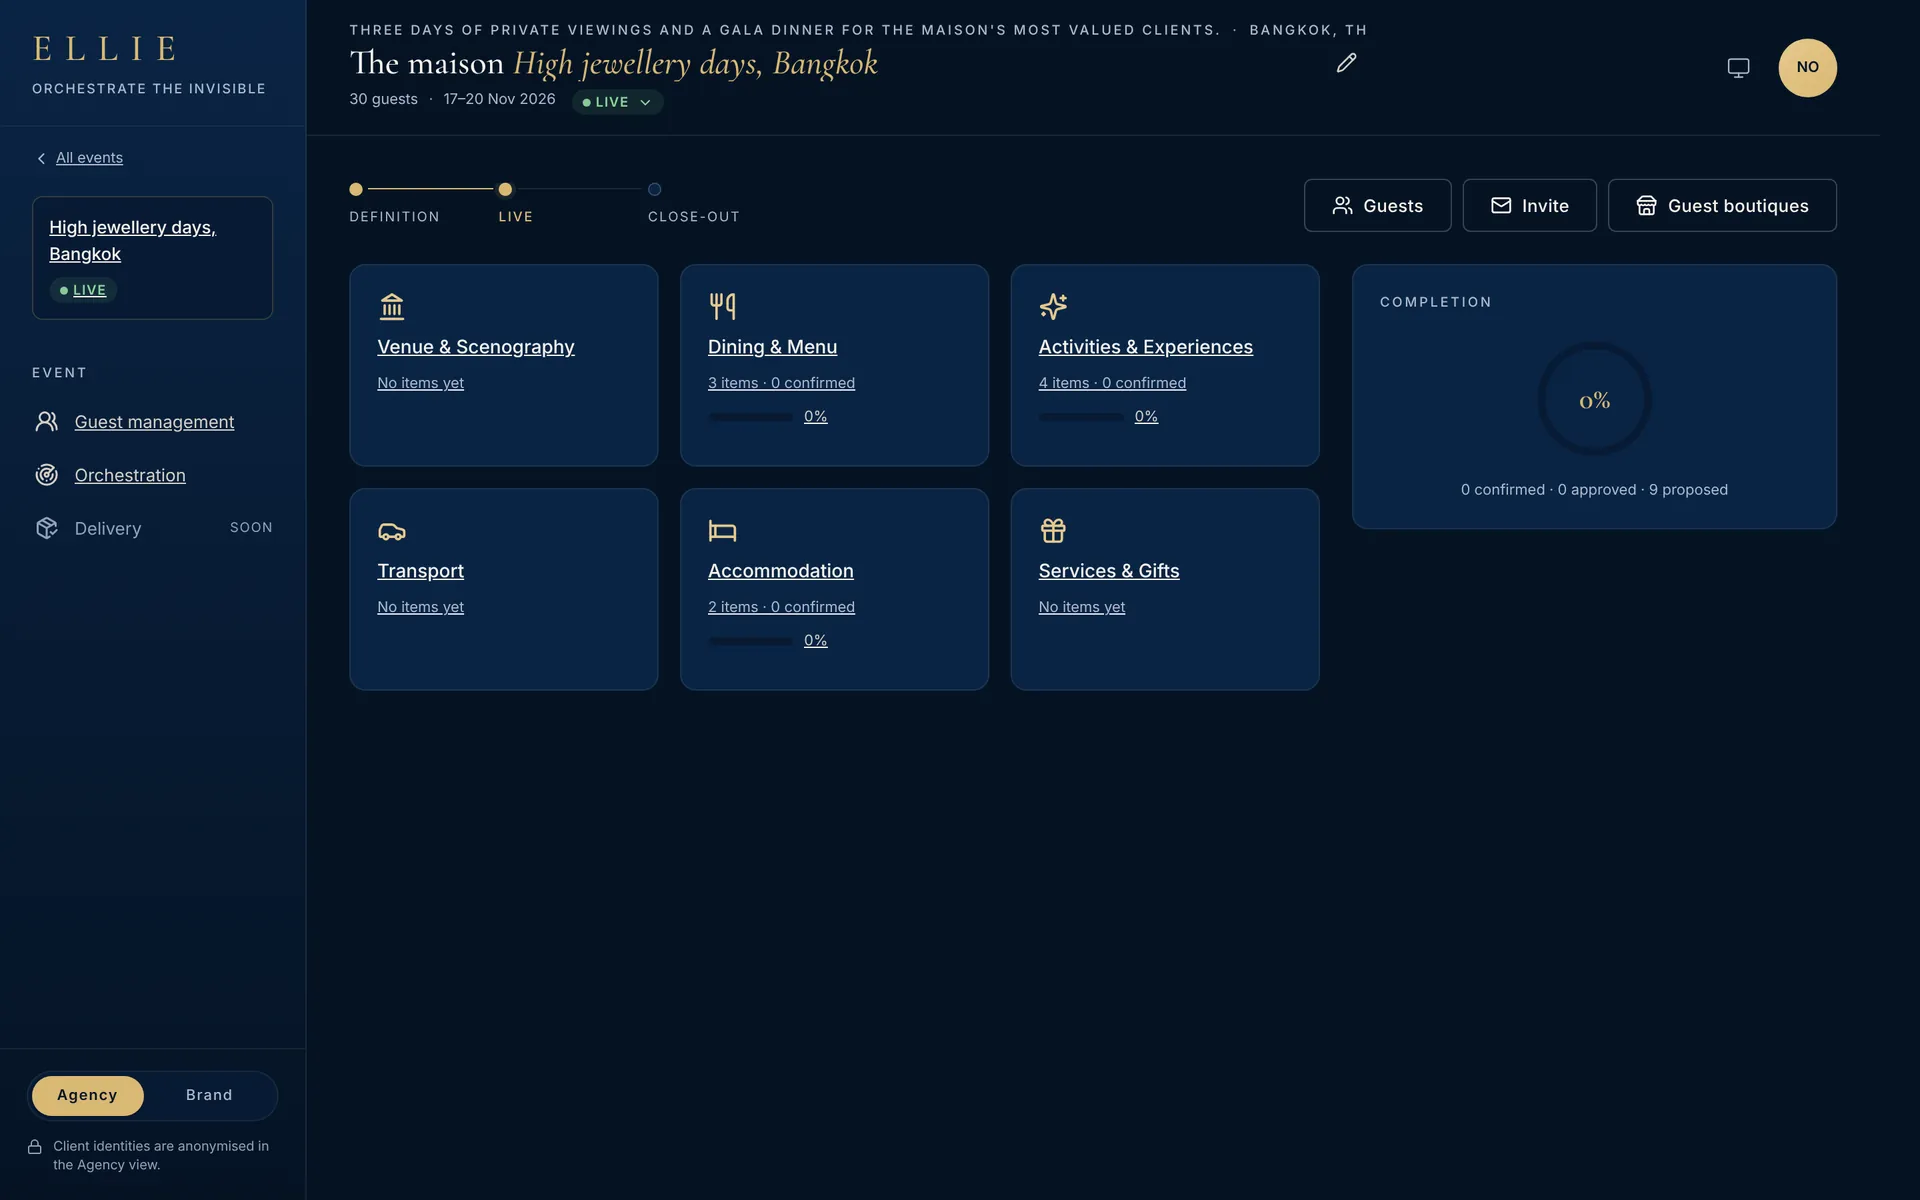 ELLIE
ORCHESTRATE THE INVISIBLE
All events
High jewellery days,
Bangkok
LIVE
EVENT
Guest management
Orchestration
Delivery SOON
Agency Brand
Client identities are anonymised in
the Agency view.
THREE DAYS OF PRIVATE VIEWINGS AND A GALA DINNER FOR THE MAISON'S MOST VALUED CLIENTS. · BANGKOK, TH
The maison High jewellery days, Bangkok
30 guests · 17–20 Nov 2026 LIVE
NO
DEFINITION LIVE CLOSE-OUT
Guests Invite Guest boutiques
Venue & Scenography
No items yet
Dining & Menu
3 items · 0 confirmed
0%
Activities & Experiences
4 items · 0 confirmed
0%
Transport
No items yet
Accommodation
2 items · 0 confirmed
0%
Services & Gifts
No items yet
COMPLETION
0%
0 confirmed · 0 approved · 9 proposed